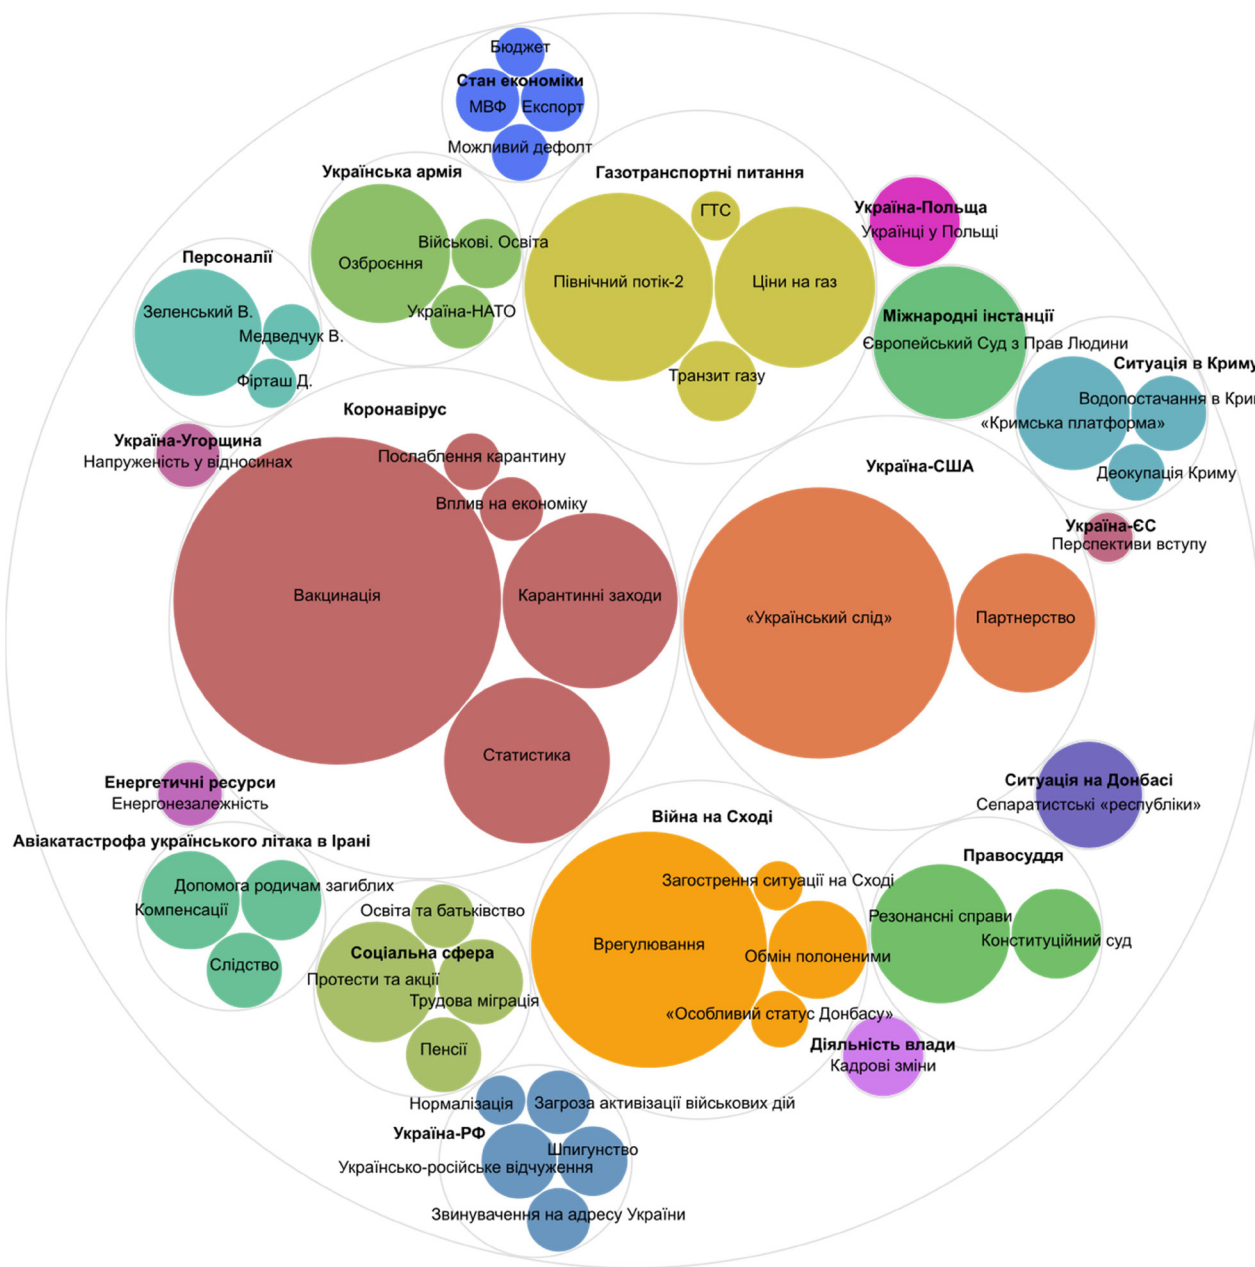 Бюджет
Стан економіки
МВФ
Експорт
Можливий дефолт
Українська армія
Озброєння
Військові. Освіта
Україна-НАТО
Газотранспортні питання
ГТС
Північний потік-2
Ціни на газ
Транзит газу
Україна-Польща
Українці у Польщі
Міжнародні інстанції
Європейський Суд з Прав Людини
Персоналії
Зеленський В.
Медведчук В.
Фірташ Д.
Ситуація в Криму
Водопостачання в Кри
«Кримська платформа»
Деокупація Криму
Україна-Угорщина
Напруженість у відносинах
Коронавірус
Послаблення карантину
Вплив на економіку
Вакцинація
Карантинні заходи
Статистика
Україна-США
«Український слід»
Партнерство
Україна-ЄС
Перспективи вступу
Енергетичні ресурси
Енергонезалежність
Ситуація на Донбасі
Сепаратистські «республіки»
Авіакатастрофа українського літака в Ірані
Допомога родичам загиблих
Компенсації
Слідство
Війна на Сході
Загострення ситуації на Сході
Врегулювання
Обмін полоненими
«Особливий статус Донбасу»
Правосуддя
Резонансні справи
Конституційний суд
Освіта та батьківство
Соціальна сфера
Протести та акції
Трудова міграція
Пенсії
Діяльність влади
Кадрові зміни
Нормалізація
Загроза активізації військових дій
Україна-РФ
Шпигунство
Українсько-російське відчуження
Звинувачення на адресу України